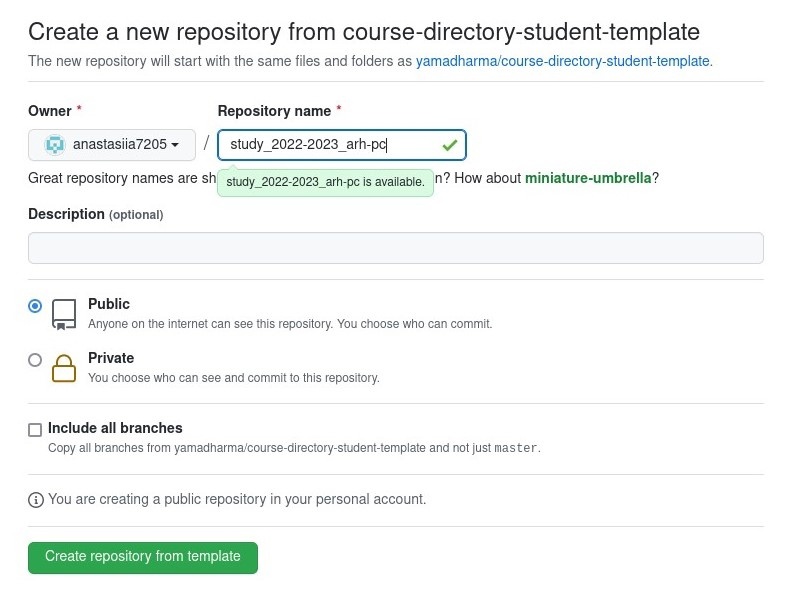 Create a new repository from course-directory-student-template
The new repository will start with the same files and folders as yamadharma/course-directory-student-template.
Owner * Repository name *
anastasiia7205 / study_2022-2023_arh-pc
Great repository names are sh n? How about miniature-umbrella?
study_2022-2023_arh-pc is available.
Description (optional)
Public
Anyone on the internet can see this repository. You choose who can commit.
Private
You choose who can see and commit to this repository.
Include all branches
Copy all branches from yamadharma/course-directory-student-template and not just master.
You are creating a public repository in your personal account.
Create repository from template